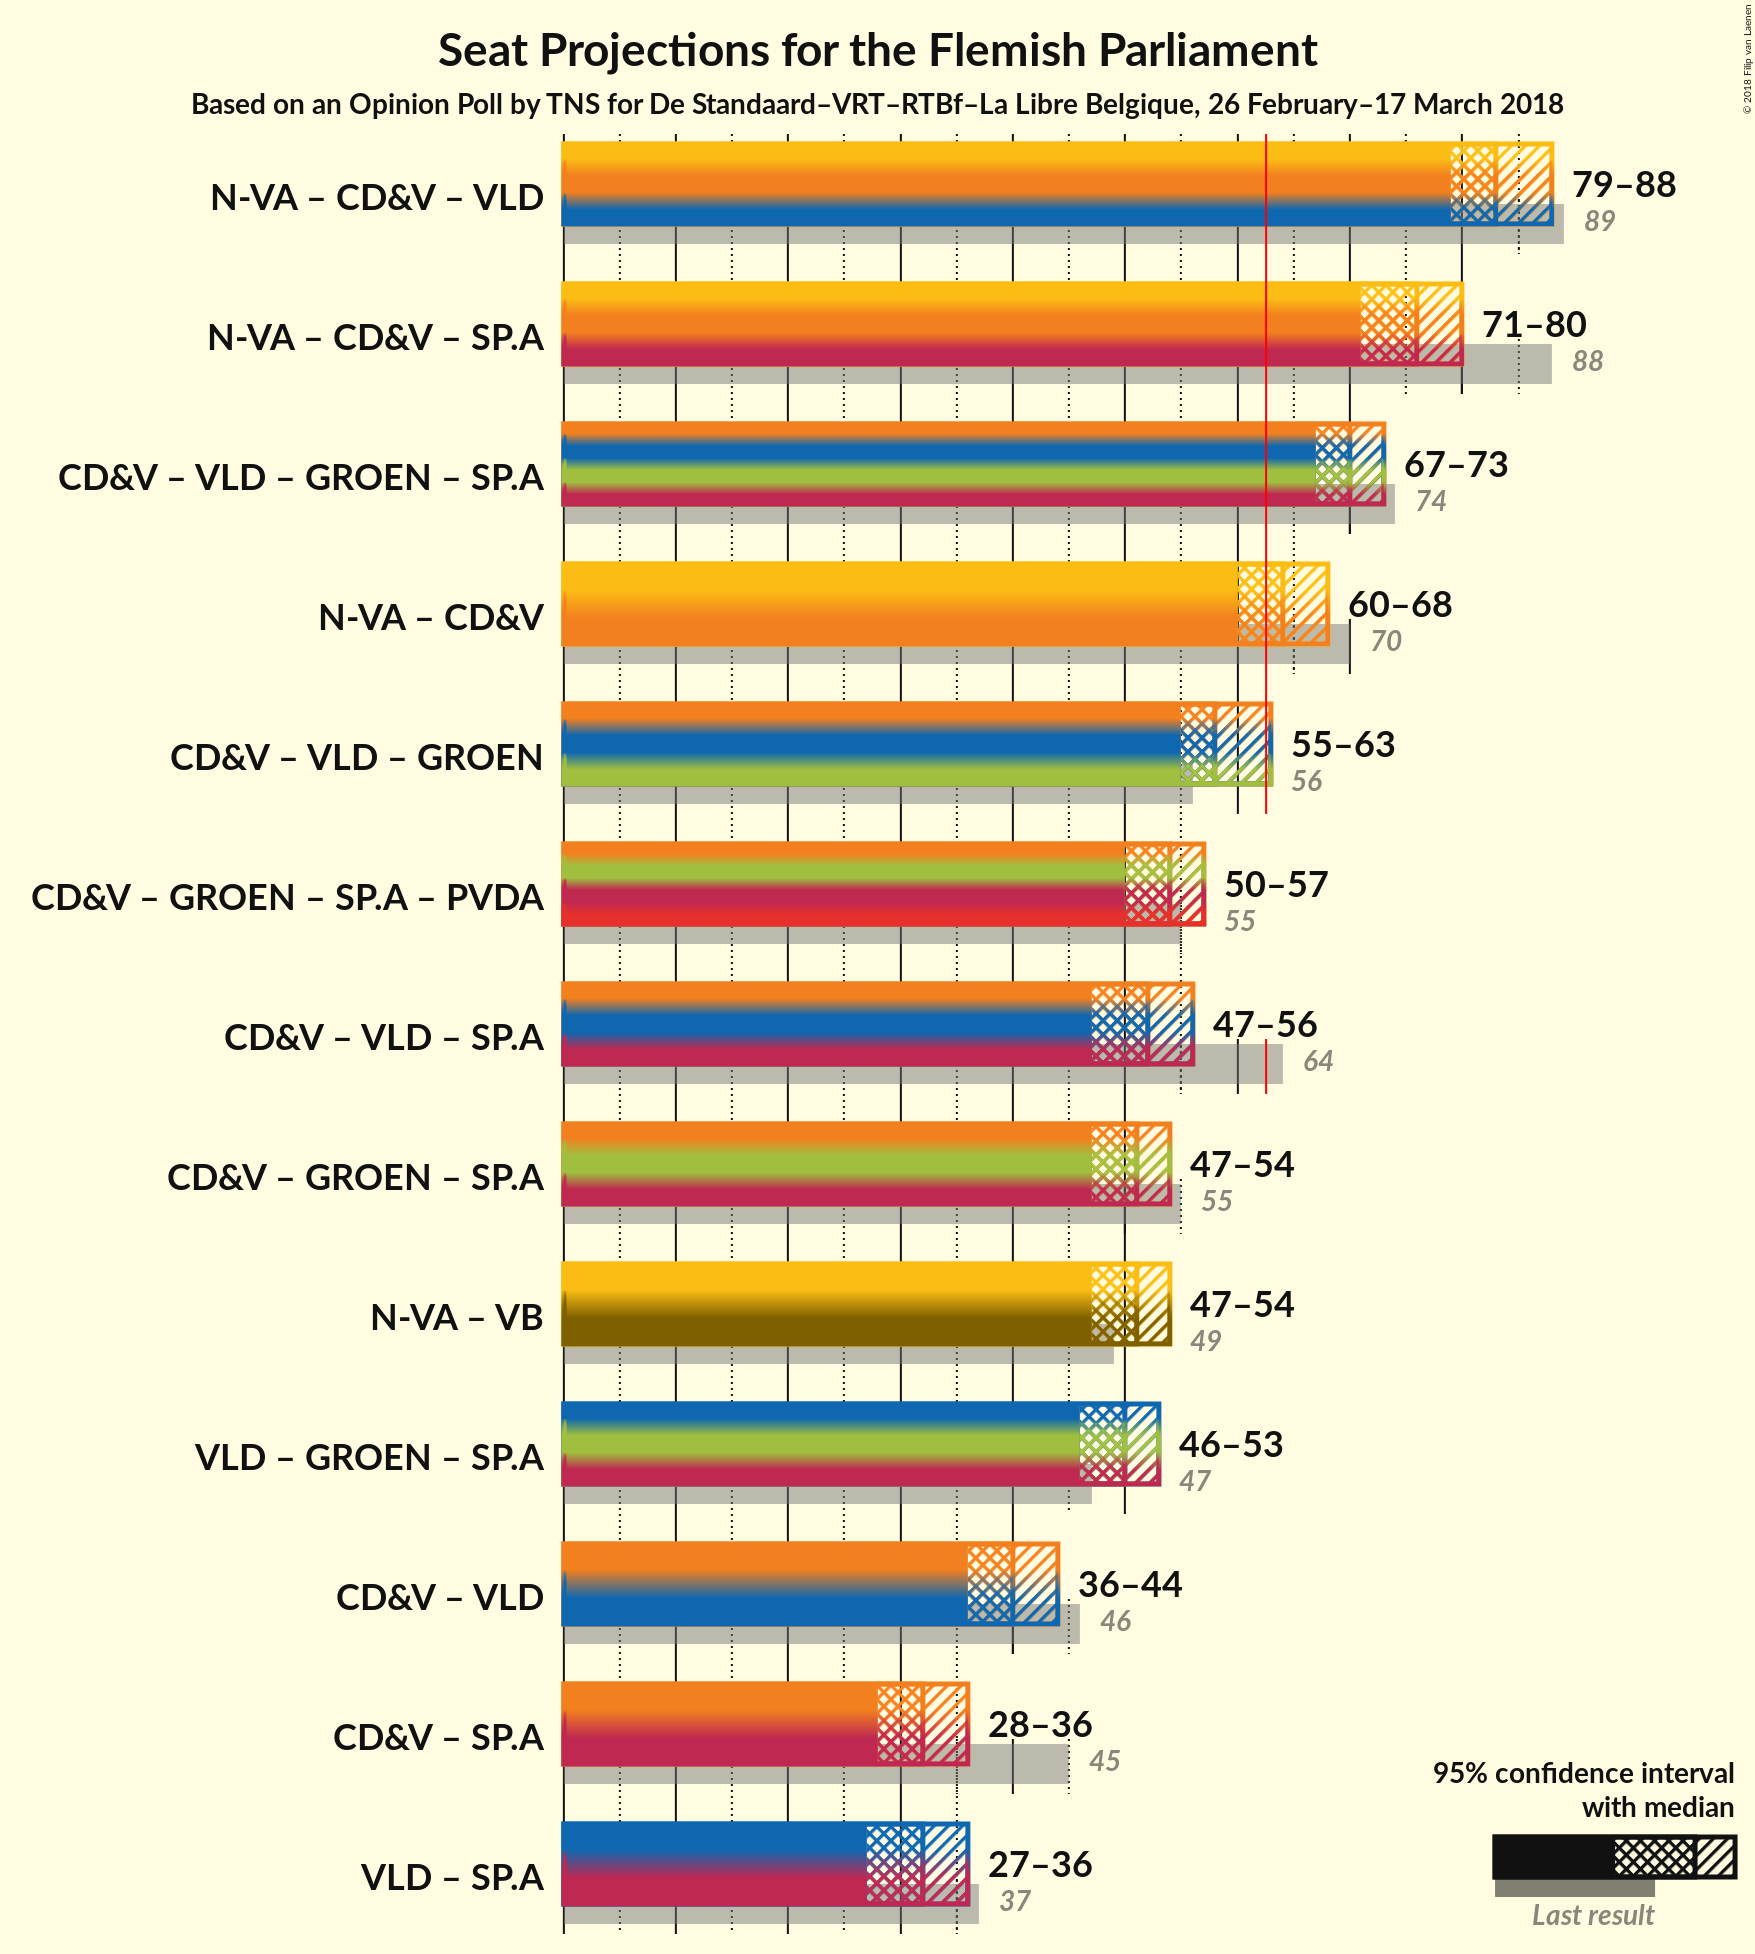 Seat Projections for the Flemish Parliament
Based on an Opinion Poll by TNS for De Standaard–VRT–RTBf–La Libre Belgique, 26 February–17 March 2018
© 2018 Filip van Laenen
N-VA – CD&V – VLD
79–88
89
N-VA – CD&V – SP.A
71–80
88
CD&V – VLD – GROEN – SP.A
67–73
74
N-VA – CD&V
60–68
70
CD&V – VLD – GROEN
55–63
56
CD&V – GROEN – SP.A – PVDA
50–57
55
CD&V – VLD – SP.A
47–56
64
CD&V – GROEN – SP.A
47–54
55
N-VA – VB
47–54
49
VLD – GROEN – SP.A
46–53
47
CD&V – VLD
36–44
46
CD&V – SP.A
28–36
45
VLD – SP.A
27–36
37
95% confidence interval
with median
Last result